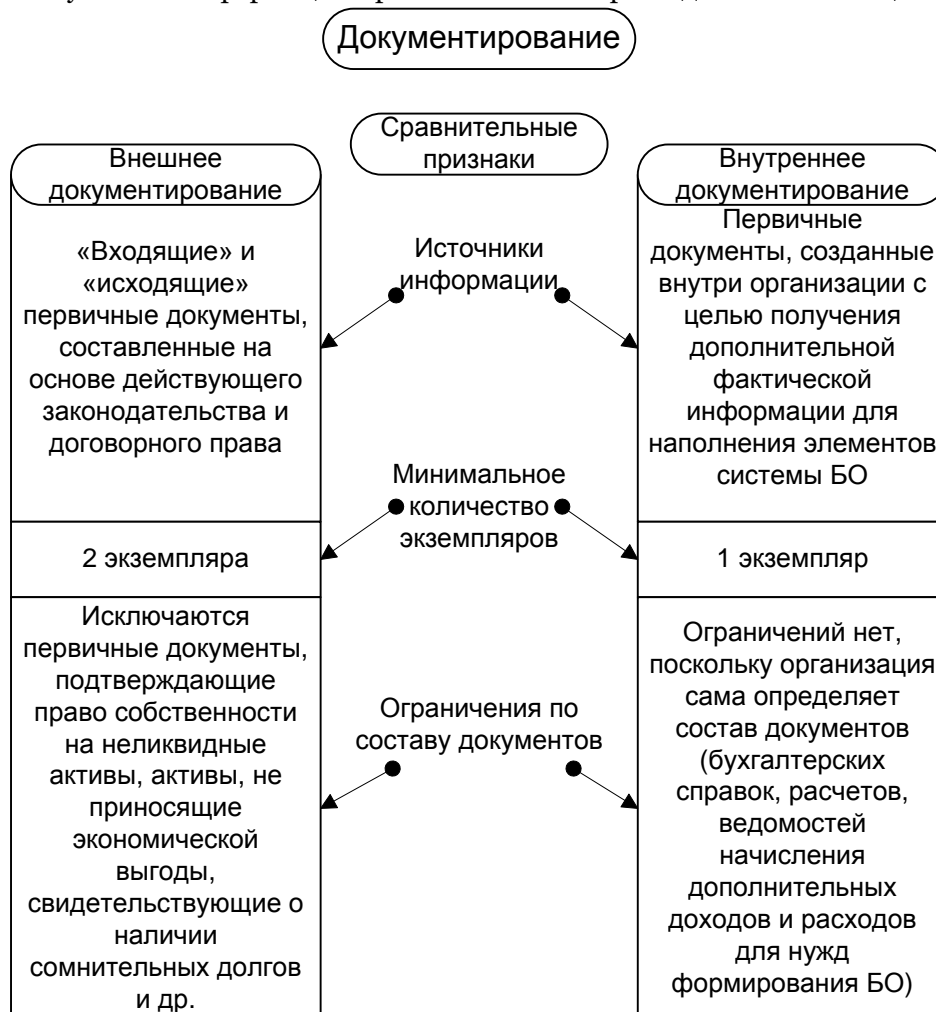 Документирование
Сравнительные
признаки
Внешнее
документирование
Внутреннее
документирование
«Входящие» и
«исходящие»
первичные документы,
составленные на
основе действующего
законодательства и
договорного права
Источники
информации
Первичные
документы, созданные
внутри организации с
целью получения
дополнительной
фактической
информации для
наполнения элементов
системы БО
Минимальное
количество
экземпляров
2 экземпляра
1 экземпляр
Исключаются
первичные документы,
подтверждающие
право собственности
на неликвидные
активы, активы, не
приносящие
экономической
выгоды,
свидетельствующие о
наличии
сомнительных долгов
и др.
Ограничения по
составу документов
Ограничений нет,
поскольку организация
сама определяет
состав документов
(бухгалтерских
справок, расчетов,
ведомостей
начисления
дополнительных
доходов и расходов
для нужд
формирования БО)